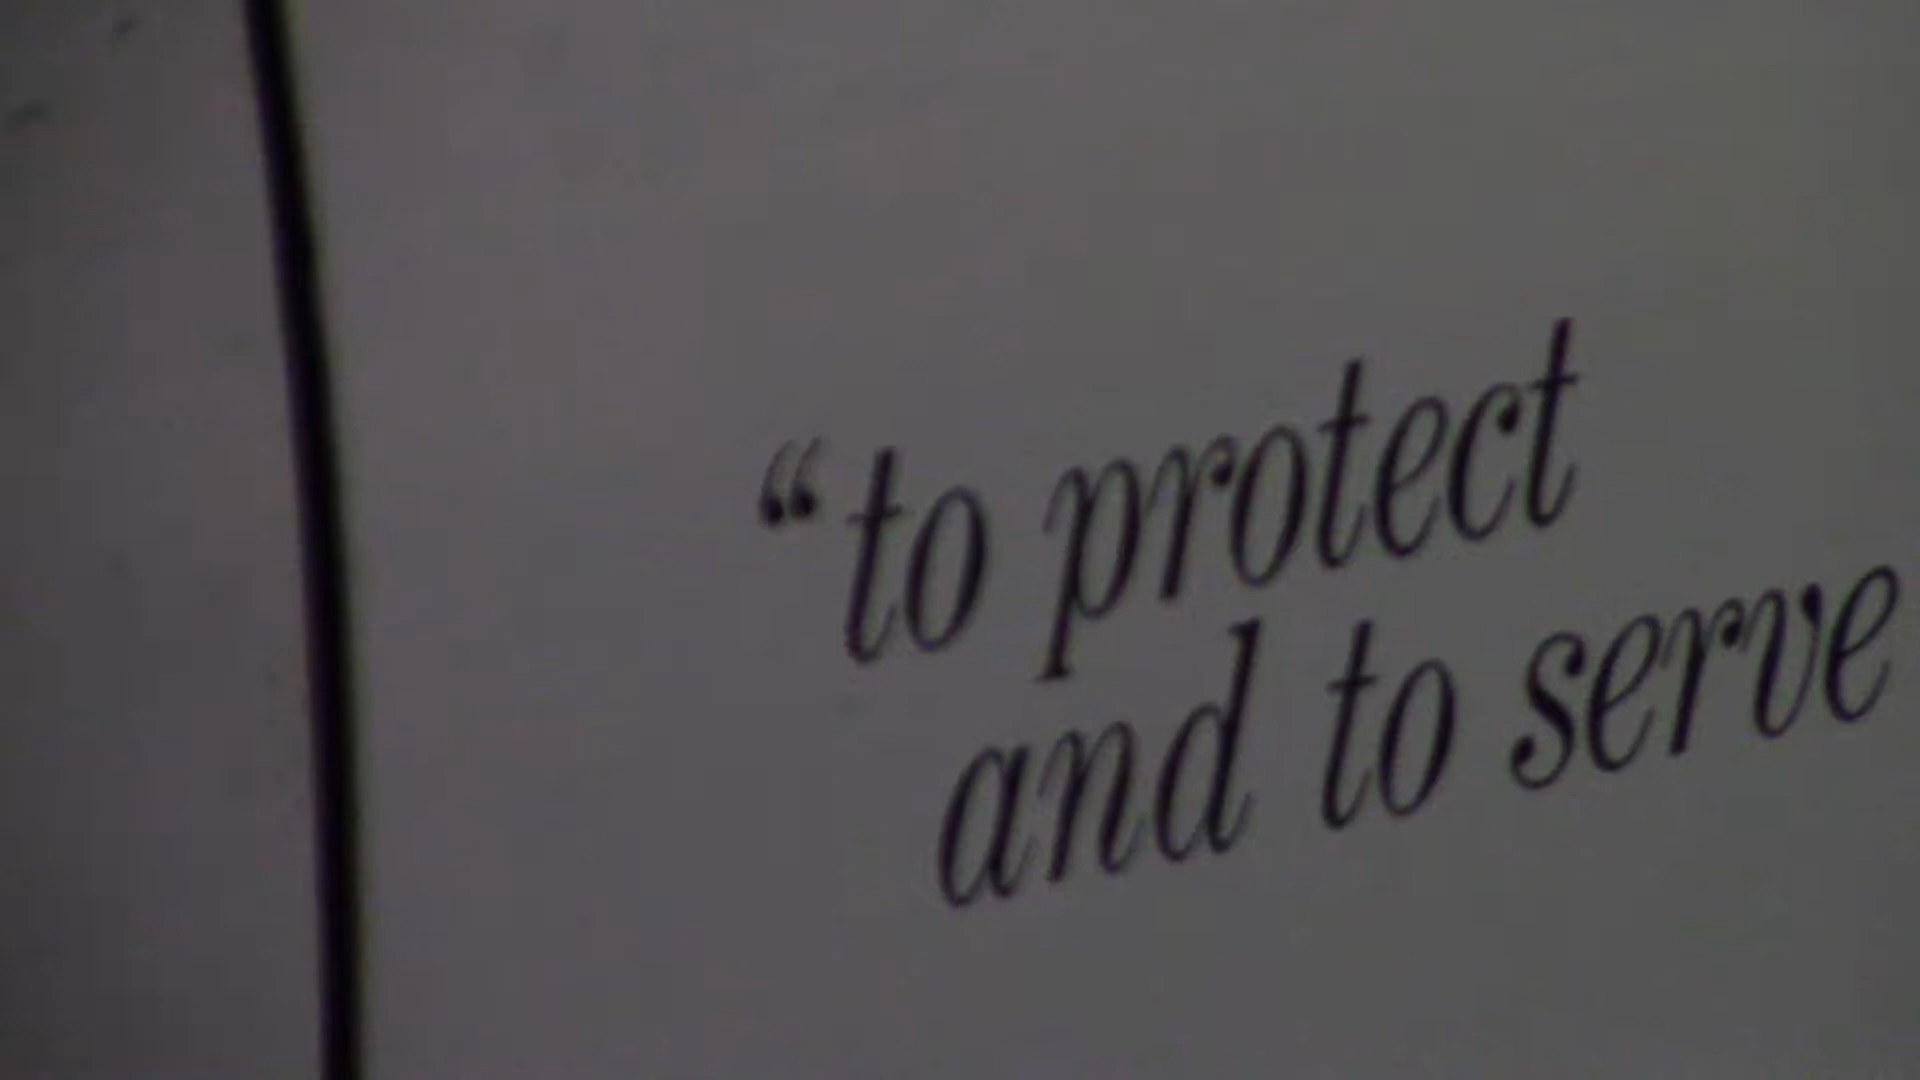 “to protect
and to serve